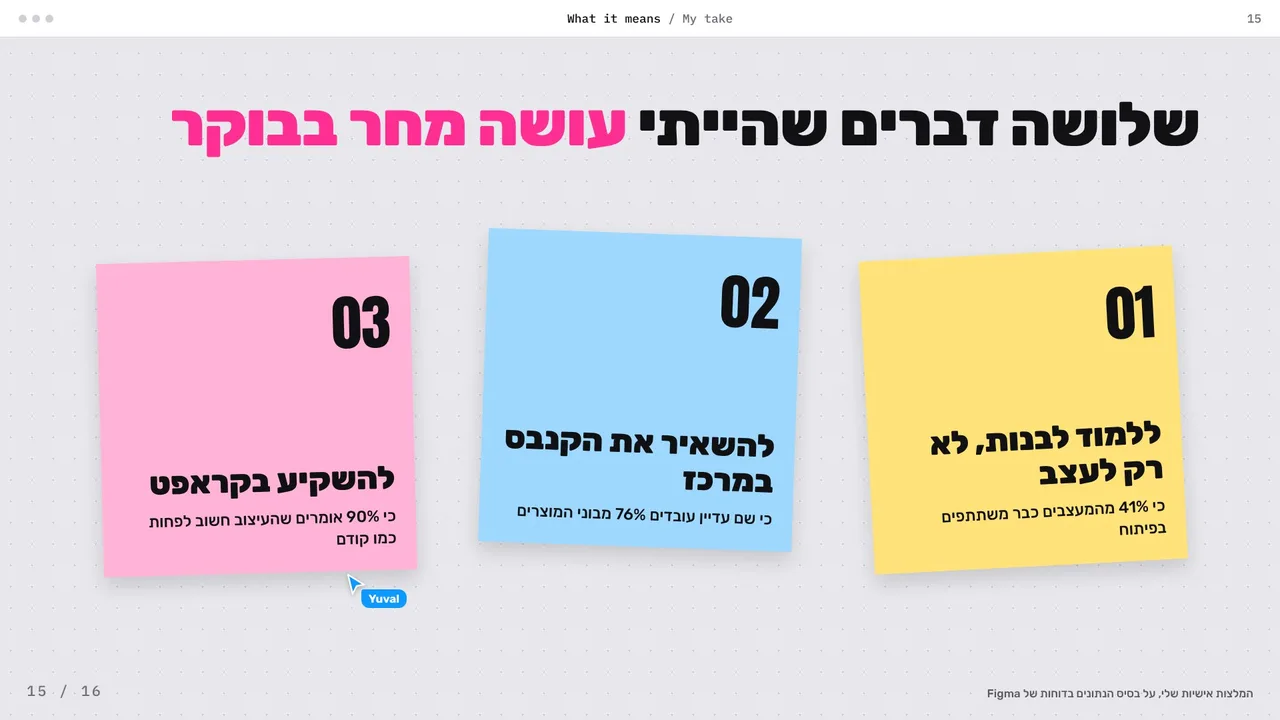 What it means / My take
15
שלושה דברים שהייתי עושה מחר בבוקר
01
ללמוד לבנות, לא
רק לעצב
כי 41% מהמעצבים כבר משתתפים
בפיתוח
02
להשאיר את הקנבס
במרכז
כי שם עדיין עובדים 76% מבוני המוצרים
03
להשקיע בקראפט
כי 90% אומרים שהעיצוב חשוב לפחות
כמו קודם
Yuval
15 / 16
המלצות אישיות שלי, על בסיס הנתונים בדוחות של Figma